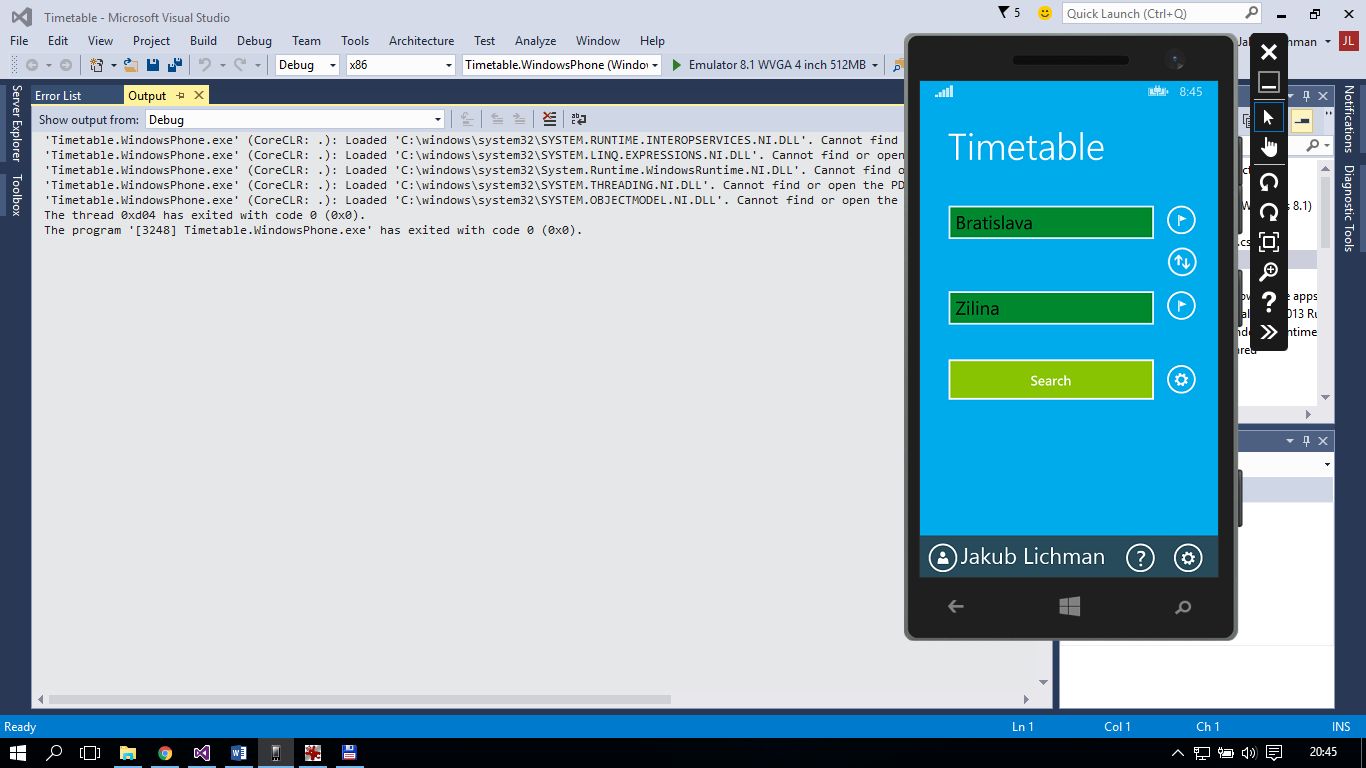 Timetable - Microsoft Visual Studio
5
Quick Launch (Ctrl+Q)
File Edit View Project Build Debug Team Tools Architecture Test Analyze Window Help
JL
Debug x86 Timetable.WindowsPhone (Windov Emulator 8.1 WVGA 4 inch 512MB
Server Explorer
Toolbox
Error List Output
Show output from: Debug
'Timetable.WindowsPhone.exe' (CoreCLR: .): Loaded 'C:\windows\system32\SYSTEM.RUNTIME.INTEROPSERVICES.NI.DLL'. Cannot find
'Timetable.WindowsPhone.exe' (CoreCLR: .): Loaded 'C:\windows\system32\SYSTEM.LINQ.EXPRESSIONS.NI.DLL'. Cannot find or open
'Timetable.WindowsPhone.exe' (CoreCLR: .): Loaded 'C:\windows\system32\System.Runtime.WindowsRuntime.NI.DLL'. Cannot find o
'Timetable.WindowsPhone.exe' (CoreCLR: .): Loaded 'C:\windows\system32\SYSTEM.THREADING.NI.DLL'. Cannot find or open the PD
'Timetable.WindowsPhone.exe' (CoreCLR: .): Loaded 'C:\windows\system32\SYSTEM.OBJECTMODEL.NI.DLL'. Cannot find or open the
The thread 0xd04 has exited with code 0 (0x0).
The program '[3248] Timetable.WindowsPhone.exe' has exited with code 0 (0x0).
8:45
Timetable
Bratislava
Zilina
Search
Jakub Lichman
?
?
8.1)
apps
2013 Ru
Notifications
Diagnostic Tools
Ready Ln 1 Col 1 Ch 1 INS
20:45